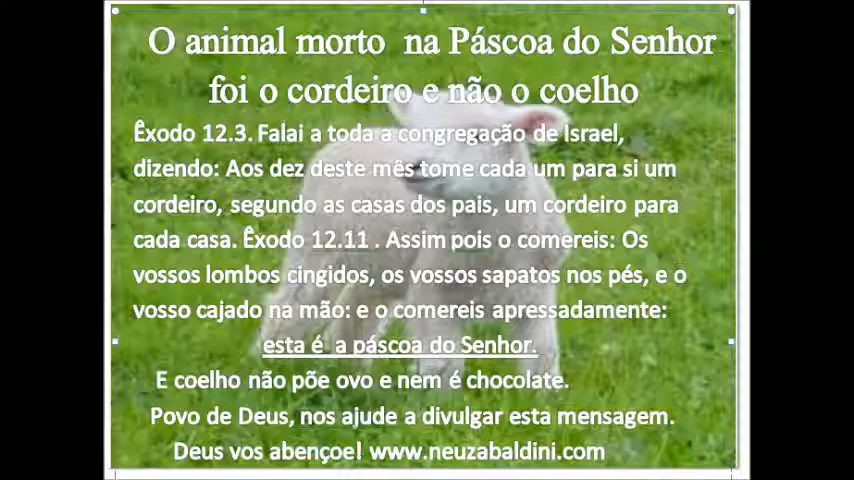 O animal morto na Páscoa do Senhor
foi o cordeiro e não o coelho
Êxodo 12.3. Falai a toda a congregação de Israel,
dizendo: Aos dez deste mês tome cada um para si um
cordeiro, segundo as casas dos pais, um cordeiro para
cada casa. Êxodo 12.11 . Assim pois o comereis: Os
vossos lombos cingidos, os vossos sapatos nos pés, e o
vosso cajado na mão: e o comereis apressadamente:
esta é a páscoa do Senhor.
E coelho não põe ovo e nem é chocolate.
Povo de Deus, nos ajude a divulgar esta mensagem.
Deus vos abençoe! www.neuzabaldini.com